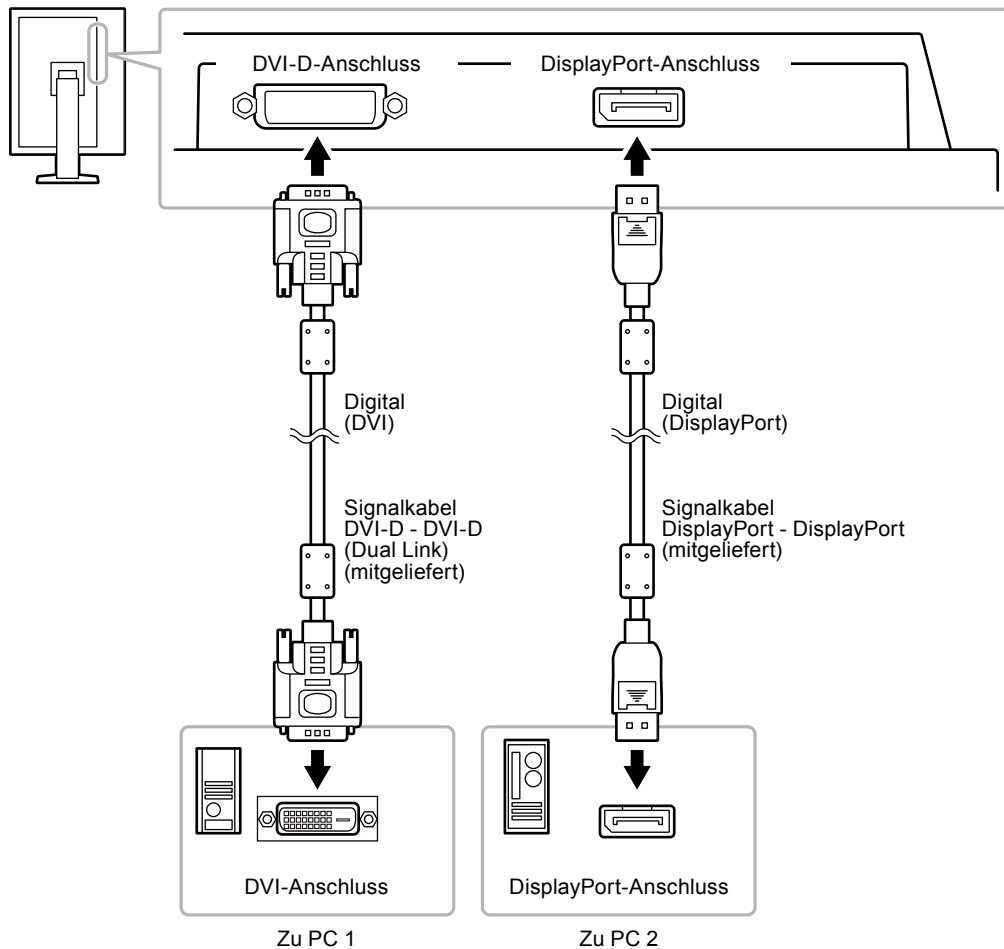 DVI-D-Anschluss
DisplayPort-Anschluss
Digital
(DVI)
Digital
(DisplayPort)
Signalkabel
DVI-D - DVI-D
(Dual Link)
(mitgeliefert)
Signalkabel
DisplayPort - DisplayPort
(mitgeliefert)
DVI-Anschluss
DisplayPort-Anschluss
Zu PC 1
Zu PC 2